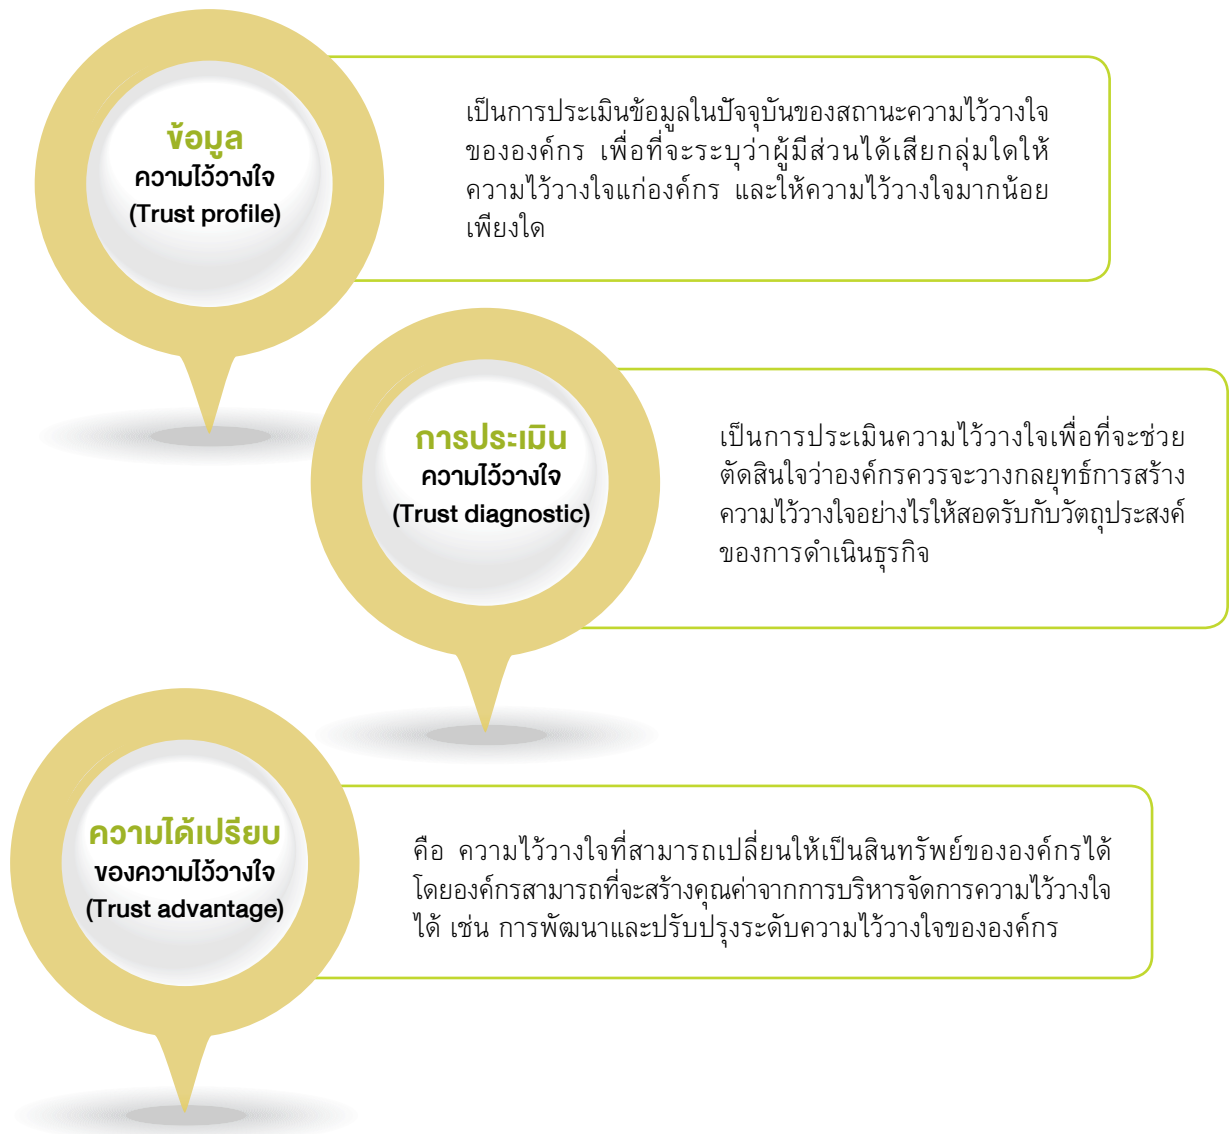 ข้อมูล
ความไว้วางใจ
(Trust profile)
เป็นการประเมินข้อมูลในปัจจุบันของสถานะความไว้วางใจ
ขององค์กร เพื่อที่จะระบุว่าผู้มีส่วนได้เสียกลุ่มใดให้
ความไว้วางใจแก่องค์กร และให้ความไว้วางใจมากน้อย
เพียงใด
การประเมิน
ความไว้วางใจ
(Trust diagnostic)
เป็นการประเมินความไว้วางใจเพื่อที่จะช่วย
ตัดสินใจว่าองค์กรควรจะวางกลยุทธ์การสร้าง
ความไว้วางใจอย่างไรให้สอดรับกับวัตถุประสงค์
ของการดำเนินธุรกิจ
ความได้เปรียบ
ของความไว้วางใจ
(Trust advantage)
คือ ความไว้วางใจที่สามารถเปลี่ยนให้เป็นสินทรัพย์ขององค์กรได้
โดยองค์กรสามารถที่จะสร้างคุณค่าจากการบริหารจัดการความไว้วางใจ
ได้ เช่น การพัฒนาและปรับปรุงระดับความไว้วางใจขององค์กร